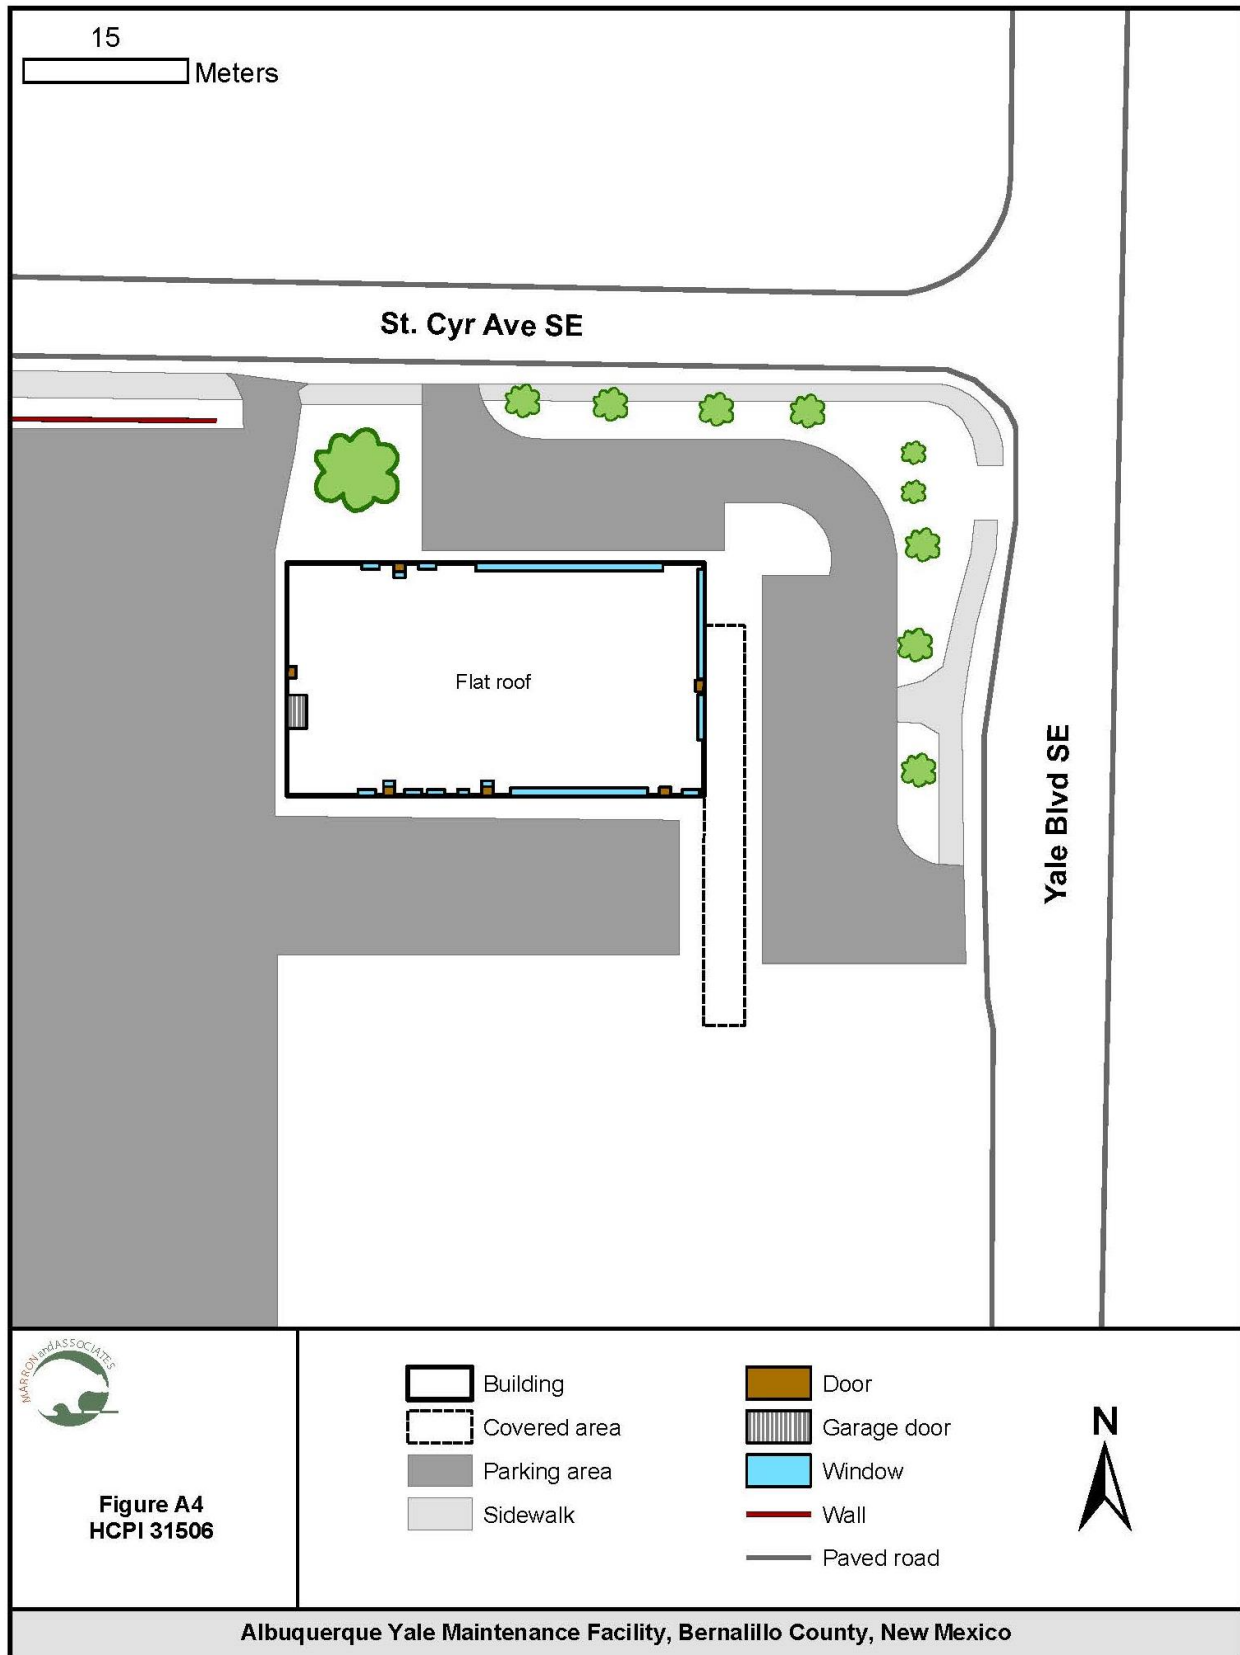 15
Meters
St. Cyr Ave SE
Flat roof
Yale Blvd SE
MARRON and ASSOCIATES
Figure A4
HCPI 31506
Building
Covered area
Parking area
Sidewalk
Door
Garage door
Window
Wall
Paved road
N
Albuquerque Yale Maintenance Facility, Bernalillo County, New Mexico